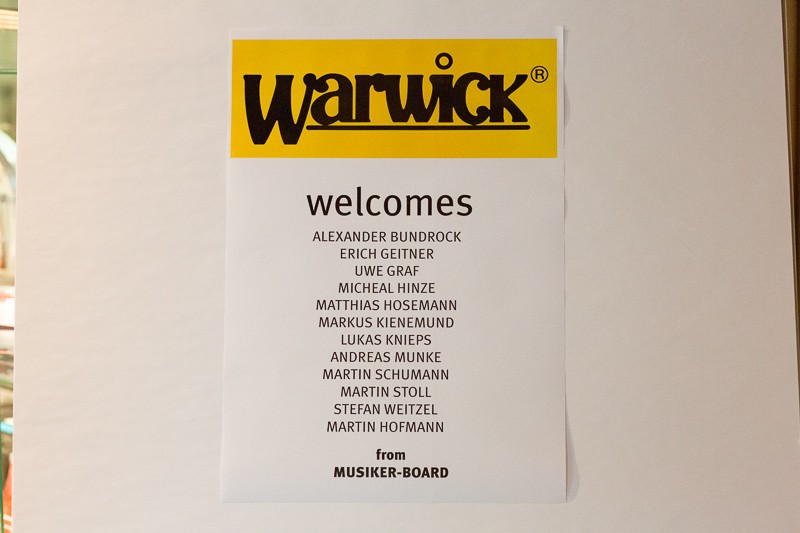 Warwick®
welcomes
ALEXANDER BUNDROCK
ERICH GEITNER
UWE GRAF
MICHEAL HINZE
MATTHIAS HOSEMANN
MARKUS KIENEMUND
LUKAS KNIEPS
ANDREAS MUNKE
MARTIN SCHUMANN
MARTIN STOLL
STEFAN WEITZEL
MARTIN HOFMANN
from
MUSIKER-BOARD